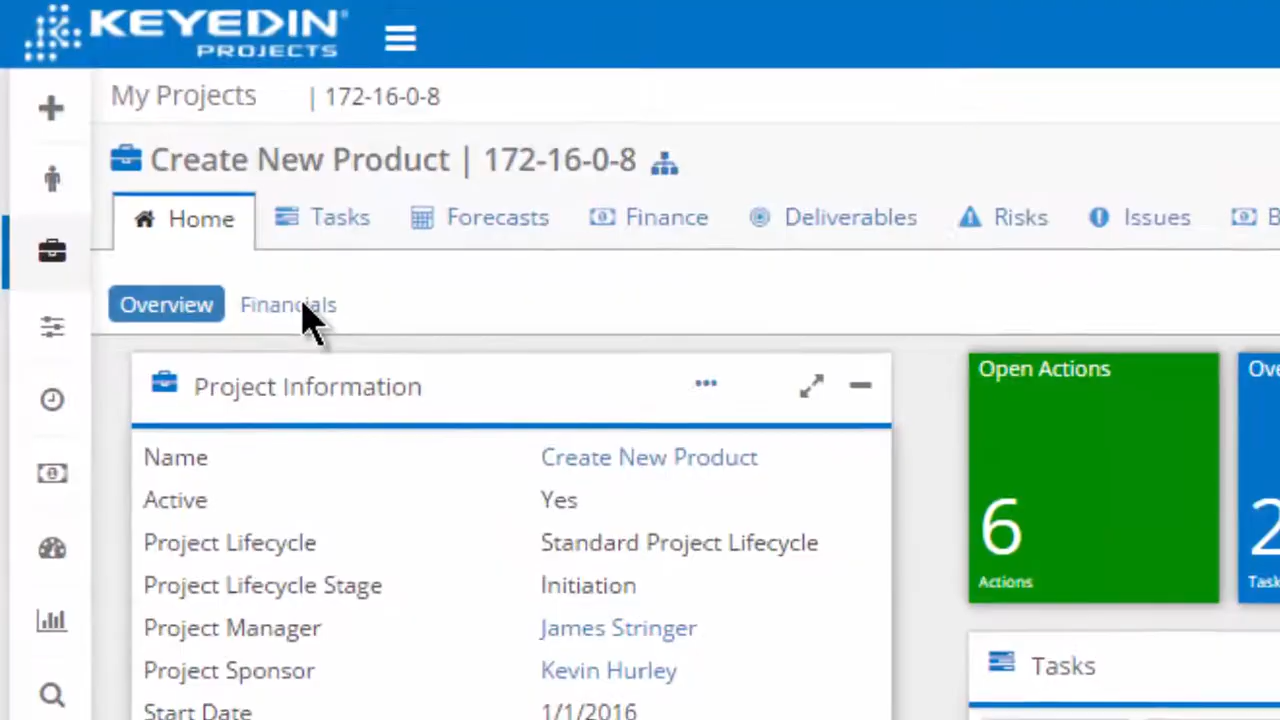 KEYEDIN®
PROJECTS
My Projects | 172-16-0-8
Create New Product | 172-16-0-8
Home Tasks Forecasts Finance Deliverables Risks Issues
Overview Financials
Project Information
Name Create New Product
Active Yes
Project Lifecycle Standard Project Lifecycle
Project Lifecycle Stage Initiation
Project Manager James Stringer
Project Sponsor Kevin Hurley
Start Date 1/1/2016
Open Actions
6
Actions
2
Tasks